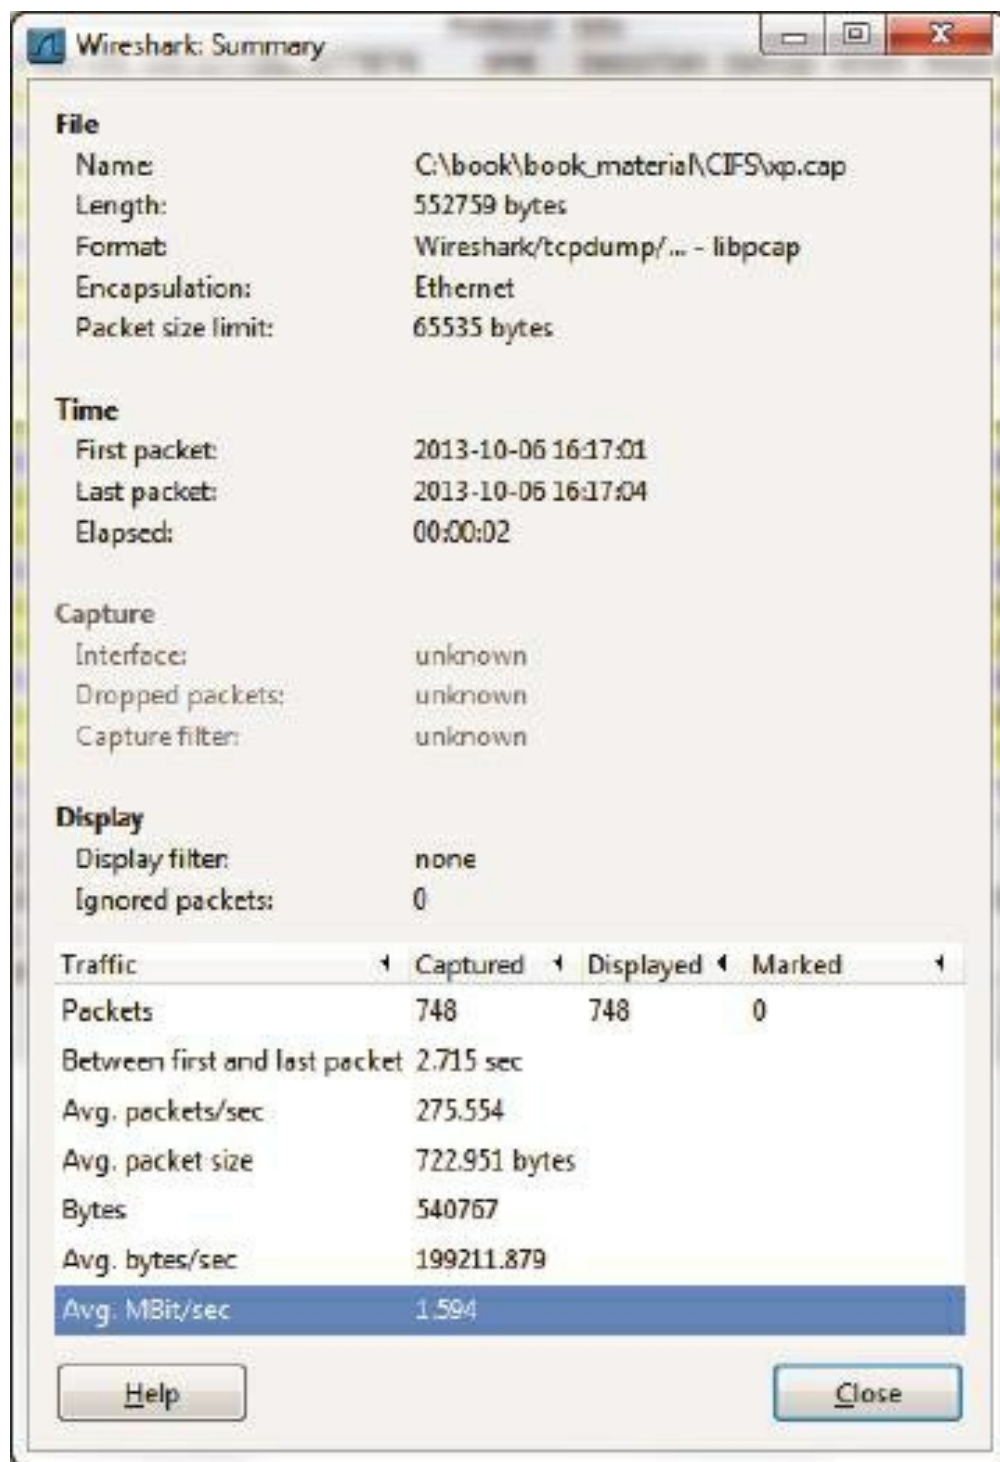 Wireshark: Summary
File
Name: C:\book\book_material\CIFS\xp.cap
Length: 552759 bytes
Format: Wireshark/tcpdump/... - libpcap
Encapsulation: Ethernet
Packet size limit: 65535 bytes
Time
First packet: 2013-10-06 16:17:01
Last packet: 2013-10-06 16:17:04
Elapsed: 00:00:02
Capture
Interface: unknown
Dropped packets: unknown
Capture filter: unknown
Display
Display filter: none
Ignored packets: 0
Traffic Captured Displayed Marked
Packets 748 748 0
Between first and last packet 2.715 sec
Avg. packets/sec 275.554
Avg. packet size 722.951 bytes
Bytes 540767
Avg. bytes/sec 199211.879
Avg. MBit/sec 1.594
Help Close